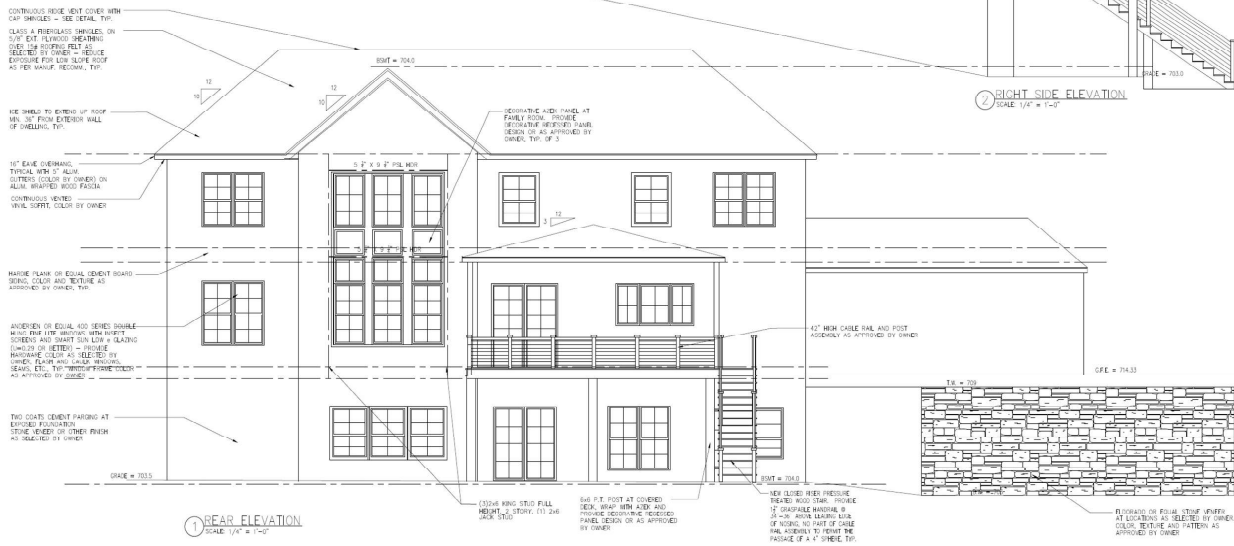 CONTINUOUS RIDGE VENT COVER WITH
CAP SHINGLES - SEE DETAIL, TYP.
CLASS A FIBERGLASS SHINGLES, ON
5/8" EXT. PLYWOOD SHEATHING
OVER 15# ROOFING FELT AS
SELECTED BY OWNER - REDUCE
EXPOSURE FOR LOW SLOPE ROOF
AS PER MANUF. RECOMM., TYP.
ICE SHIELD TO EXTEND UP ROOF
MIN. 36" FROM EXTERIOR WALL
OF DWELLING, TYP.
16" EAVE OVERHANG,
TYPICAL WITH 5" ALUM.
GUTTERS (COLOR BY OWNER) ON
ALUM. WRAPPED WOOD FASCIA
CONTINUOUS VENTED
VINYL SOFFIT, COLOR BY OWNER
HARDIE PLANK OR EQUAL CEMENT BOARD
SIDING, COLOR AND TEXTURE AS
APPROVED BY OWNER, TYP.
ANDERSEN OR EQUAL 400 SERIES DOUBLE
HUNG FINE LITE WINDOWS WITH INSECT
SCREENS AND SMART SUN LOW e GLAZING
(U=0.29 OR BETTER) - PROVIDE
HARDWARE COLOR AS SELECTED BY
OWNER. FLASH AND CAULK WINDOWS,
SEAMS, ETC., TYP. WINDOW FRAME COLOR
AS APPROVED BY OWNER
TWO COATS CEMENT PARGING AT
EXPOSED FOUNDATION
STONE VENEER OR OTHER FINISH
AS SELECTED BY OWNER
GRADE = 703.5
12
10
12
10
BSMT = 704.0
DECORATIVE AZEK PANEL AT
FAMILY ROOM. PROVIDE
DECORATIVE RECESSED PANEL
DESIGN OR AS APPROVED BY
OWNER, TYP. OF 3
X 9
PSL HDR
X 9
HDR
12
3
42" HIGH CABLE RAIL AND POST
ASSEMBLY AS APPROVED BY OWNER
G.F.E. = 714.33
T.W. = 709
BSMT = 704.0
(3)2x6 KING STUD FULL
HEIGHT, 2 STORY, (1) 2x6
JACK STUD
6x6 P.T. POST AT COVERED
DECK, WRAP WITH AZEK AND
PROVIDE DECORATIVE RECESSED
PANEL DESIGN OR AS APPROVED
BY OWNER
NEW CLOSED RISER PRESSURE
TREATED WOOD STAIR. PROVIDE
GRASPABLE HANDRAIL @
34 -36 ABOVE LEADING EDGE
OF NOSING, NO PART OF CABLE
RAIL ASSEMBLY TO PERMIT THE
PASSAGE OF A 4" SPHERE, TYP.
ELDORADO OR EQUAL STONE VENEER
AT LOCATIONS AS SELECTED BY OWNER
COLOR, TEXTURE AND PATTERN AS
APPROVED BY OWNER
1 REAR ELEVATION
SCALE: 1/4" = 1'-0"
GRADE = 703.0
2 RIGHT SIDE ELEVATION
SCALE: 1/4" = 1'-0"